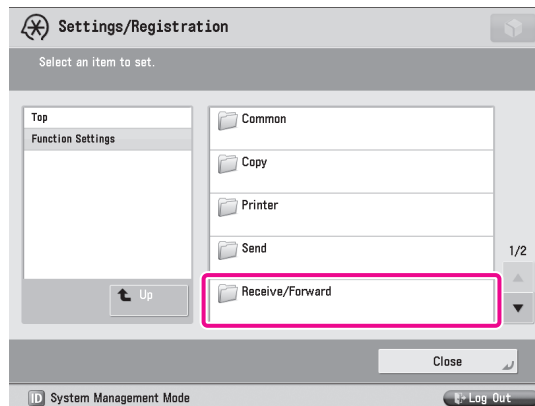 Settings/Registration
Select an item to set.
Top
Function Settings
Up
Common
Copy
Printer
Send
Receive/Forward
1/2
Close
ID System Management Mode
Log Out